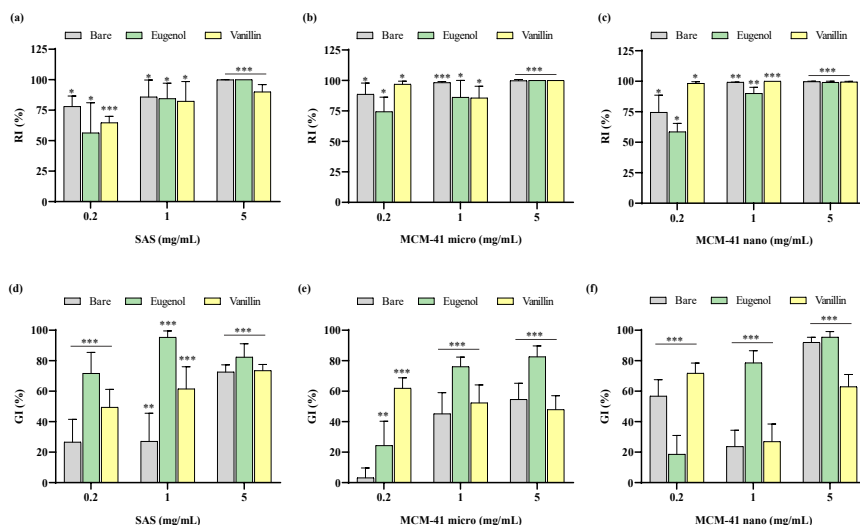 (a)
Bare Eugenol Vanillin
125
100
75
50
25
0
RI (%)
* * ***
* * *
***
0.2 1 5
SAS (mg/mL)
(b)
Bare Eugenol Vanillin
125
100
75
50
25
0
RI (%)
* * *
*** * *
***
0.2 1 5
MCM-41 micro (mg/mL)
(c)
Bare Eugenol Vanillin
125
100
75
50
25
0
RI (%)
* * *
** ** ***
***
0.2 1 5
MCM-41 nano (mg/mL)
(d)
Bare Eugenol Vanillin
100
80
60
40
20
0
GI (%)
***
** *** ***
***
0.2 1 5
SAS (mg/mL)
(e)
Bare Eugenol Vanillin
100
80
60
40
20
0
GI (%)
** ***
***
***
0.2 1 5
MCM-41 micro (mg/mL)
(f)
Bare Eugenol Vanillin
100
80
60
40
20
0
GI (%)
***
***
***
0.2 1 5
MCM-41 nano (mg/mL)